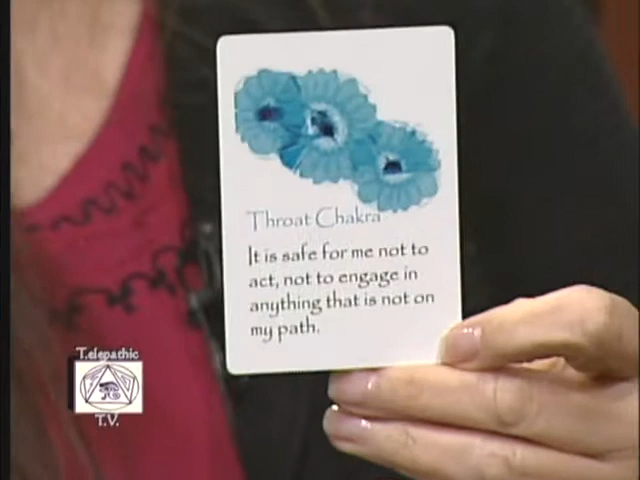 Throat Chakra
It is safe for me not to
act, not to engage in
anything that is not on
my path.
T.elepathic
T.V.